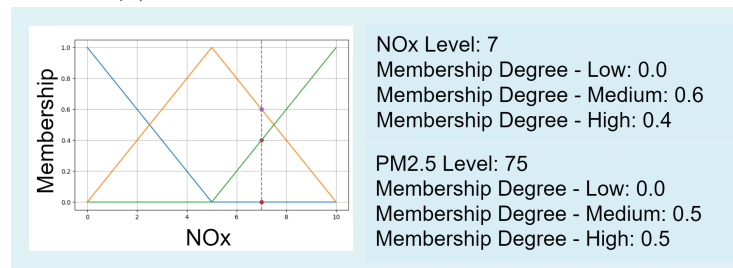 1.0
0.8
0.6
0.4
0.2
0.0
Membership
0 2 4 6 8 10
NOx
NOx Level: 7
Membership Degree - Low: 0.0
Membership Degree - Medium: 0.6
Membership Degree - High: 0.4
PM2.5 Level: 75
Membership Degree - Low: 0.0
Membership Degree - Medium: 0.5
Membership Degree - High: 0.5